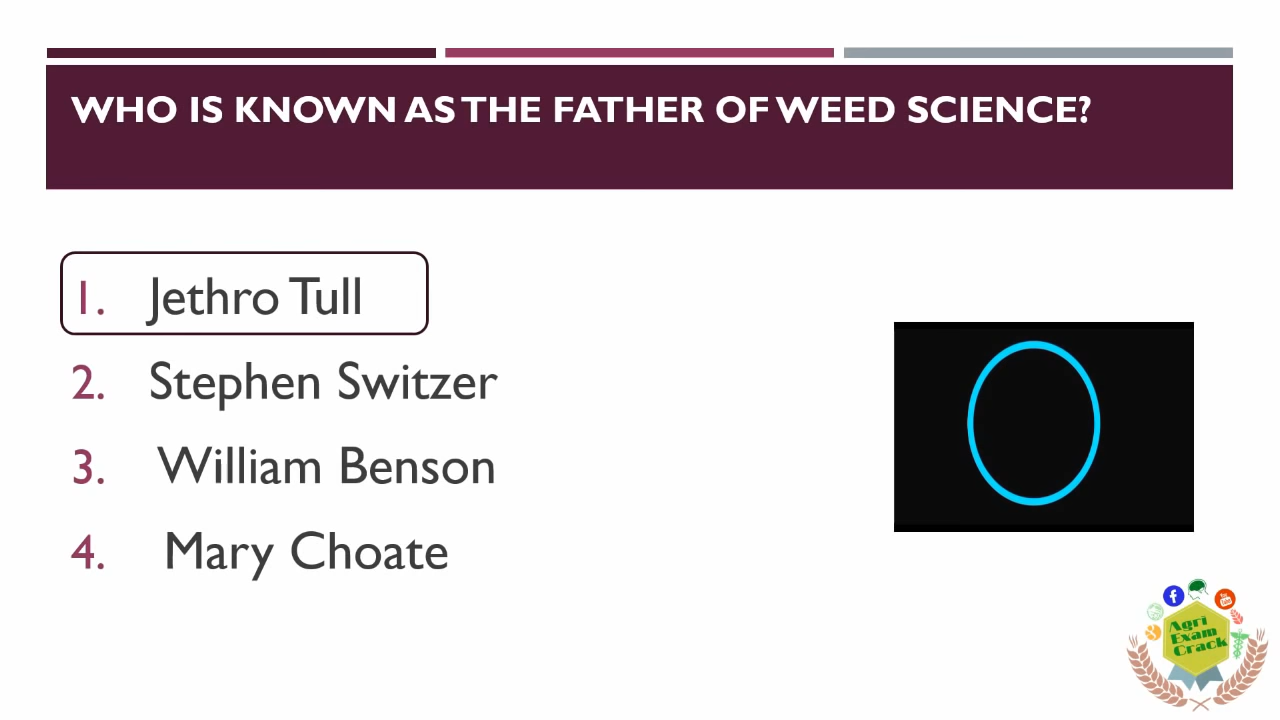 WHO IS KNOWN AS THE FATHER OF WEED SCIENCE?
1. Jethro Tull
2. Stephen Switzer
3. William Benson
4. Mary Choate
Agri
Exam
Crack